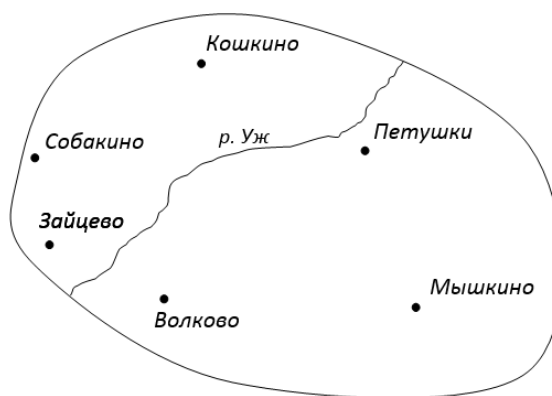 Кошкино
р. Уж
Петушки
Собакино
Зайцево
Мышкино
Волково